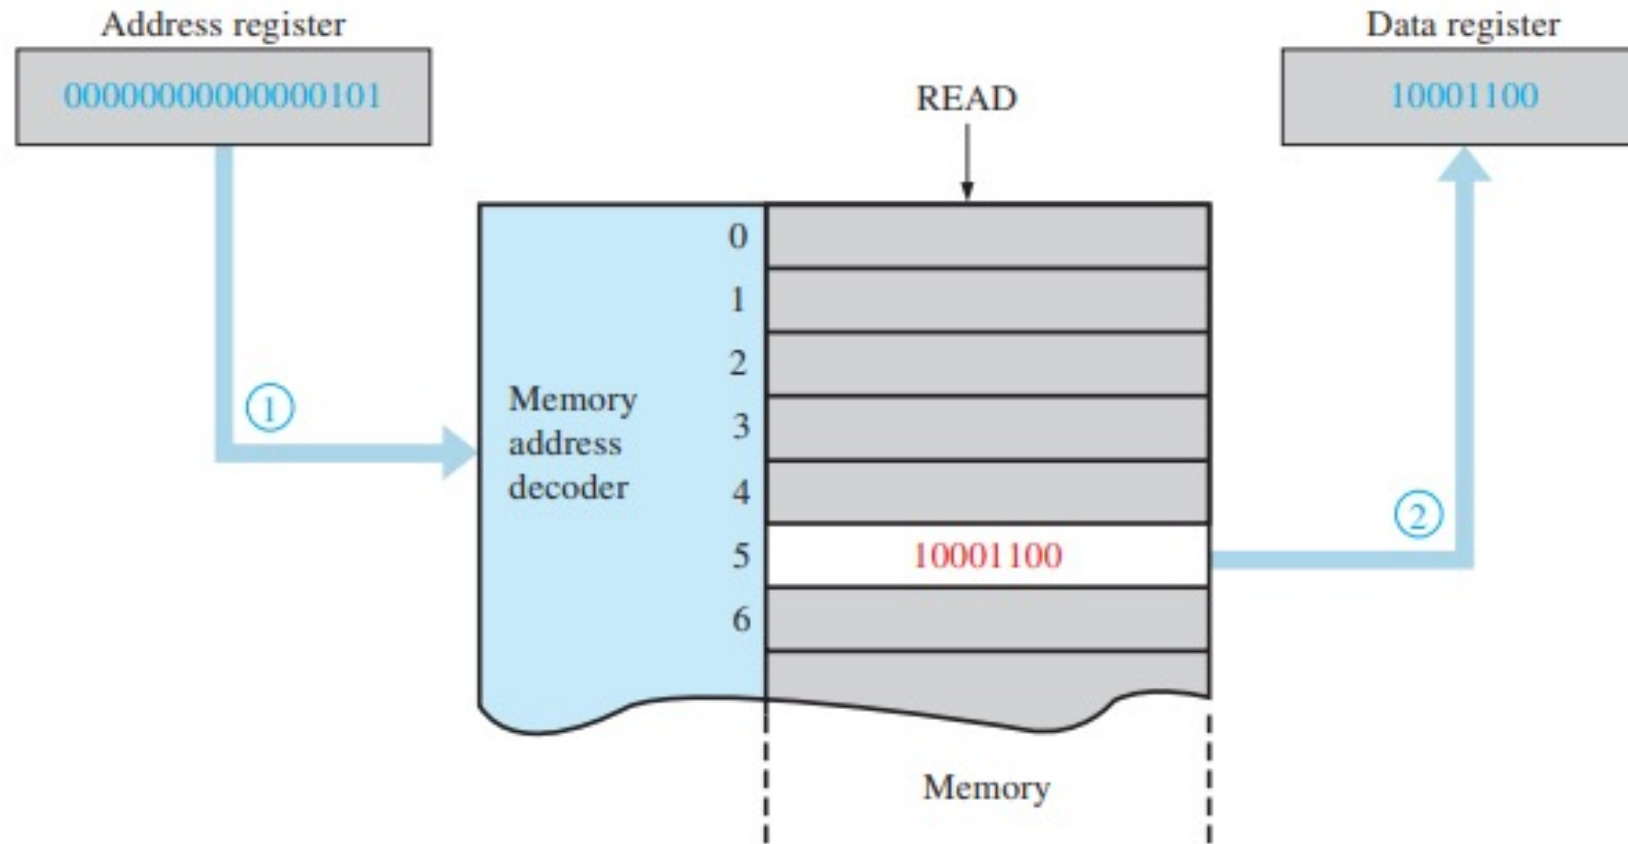 Address register
00000000000000101
Data register
10001100
READ
0
1
2
3
4
5
6
Memory
address
decoder
10001100
1
2
Memory